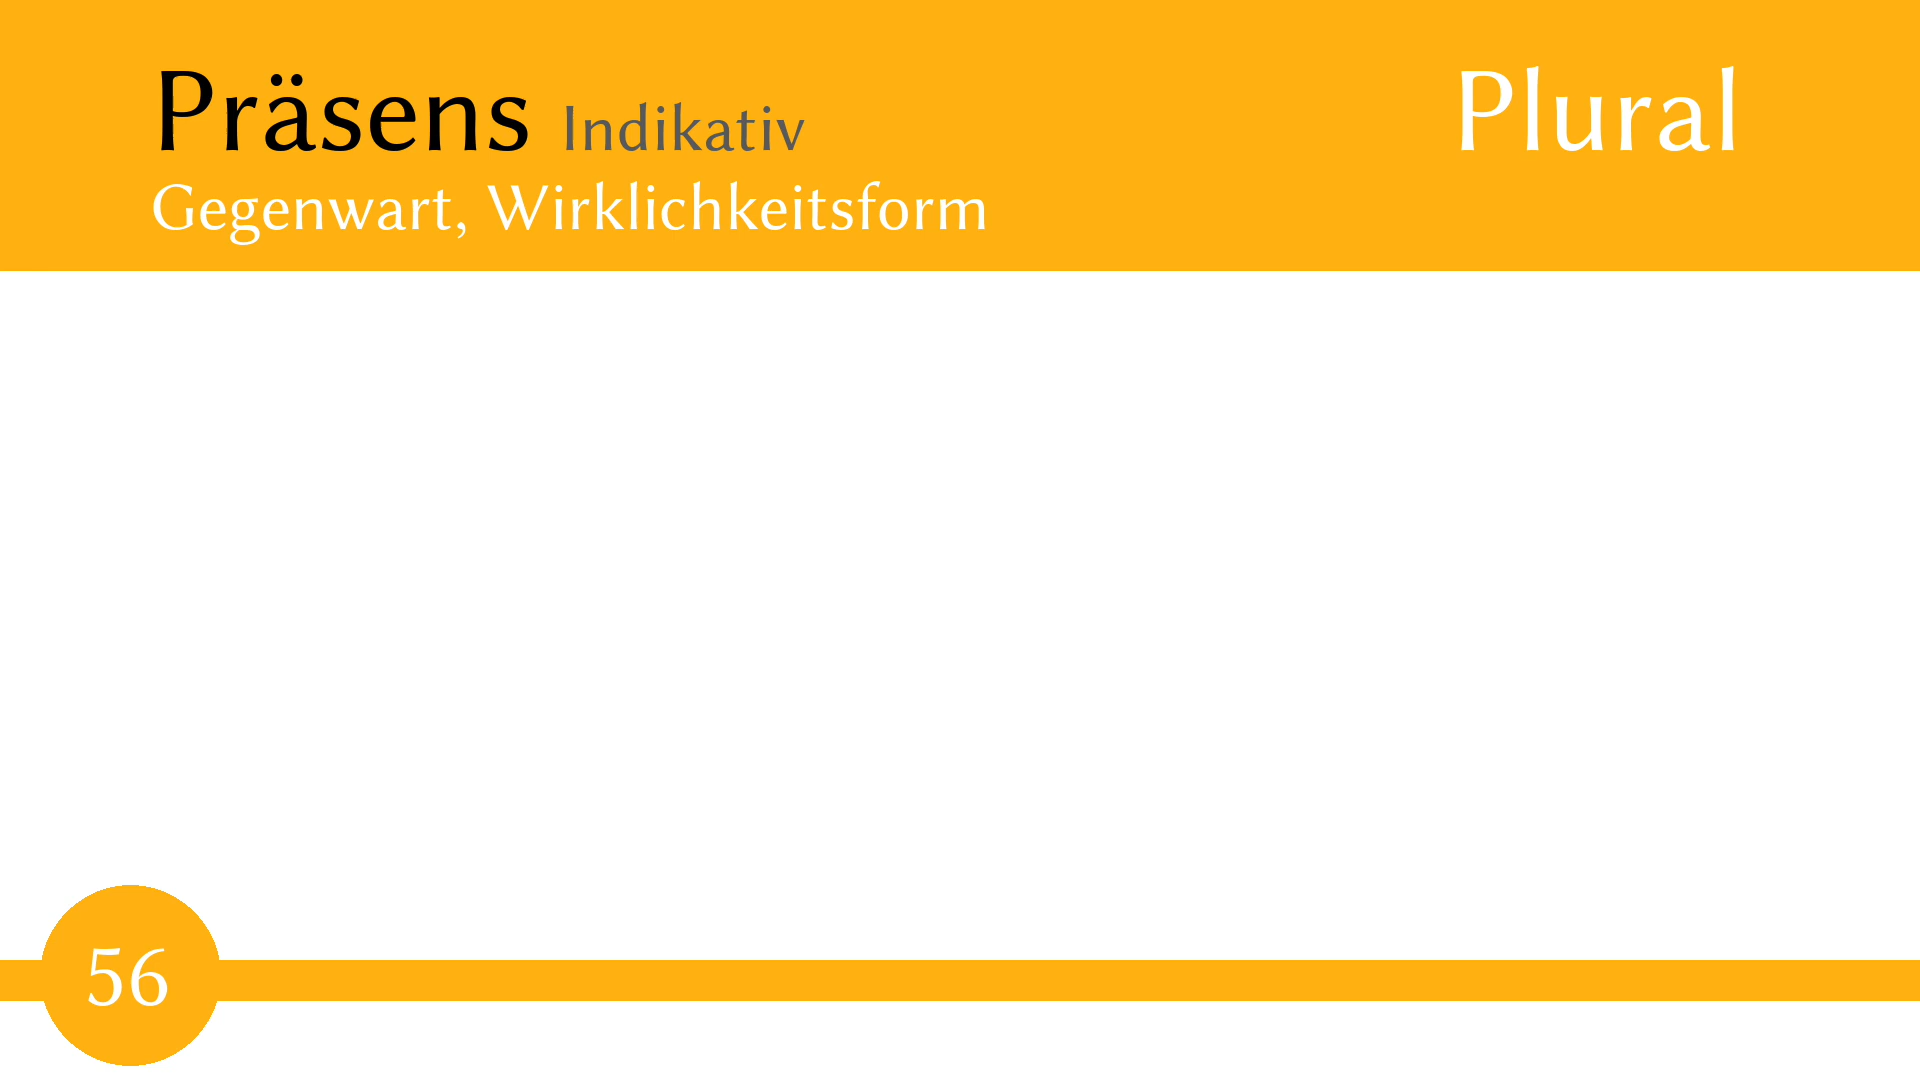 Präsens Indikativ Plural
Gegenwart, Wirklichkeitsform
56